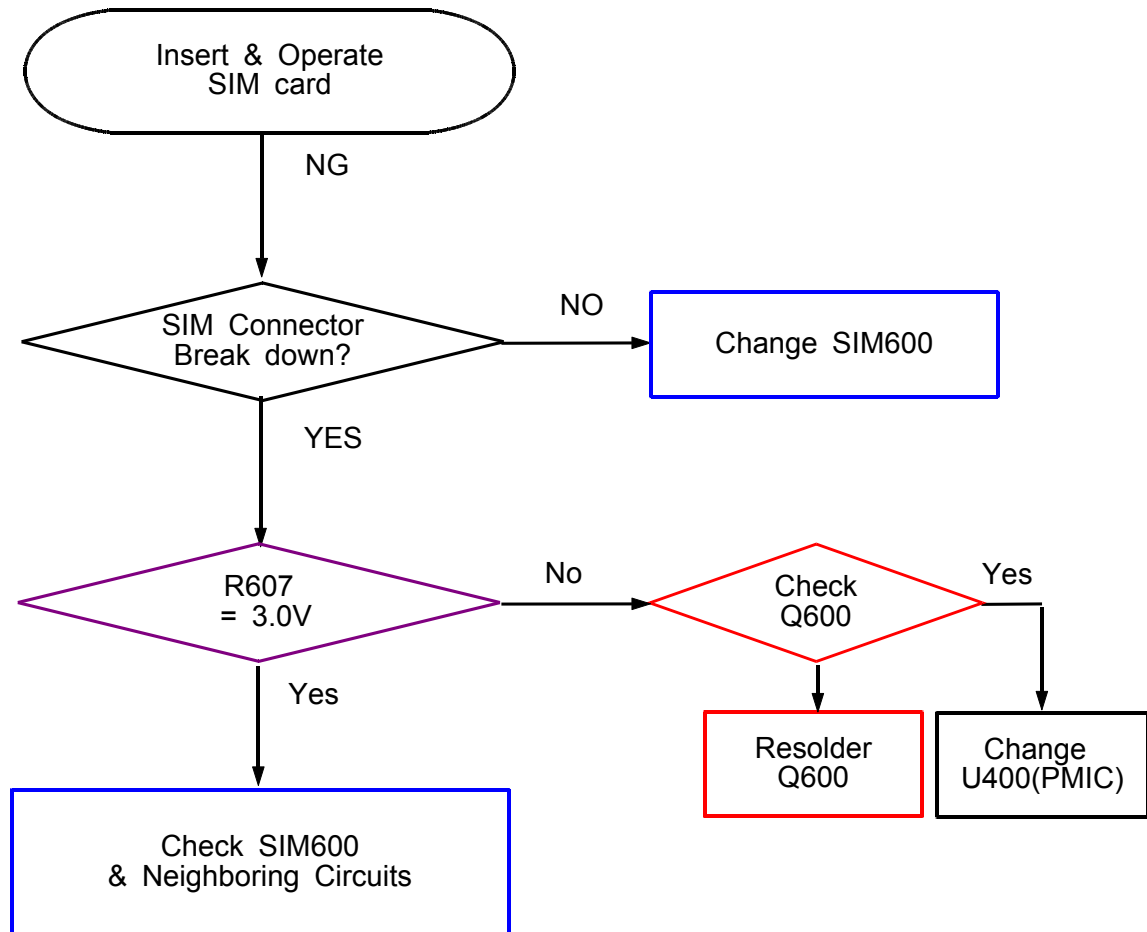 Insert & Operate
SIM card
NG
SIM Connector
Break down?
NO
Change SIM600
YES
R607
= 3.0V
No
Check
Q600
Yes
Yes
Resolder
Q600
Change
U400(PMIC)
Check SIM600
& Neighboring Circuits